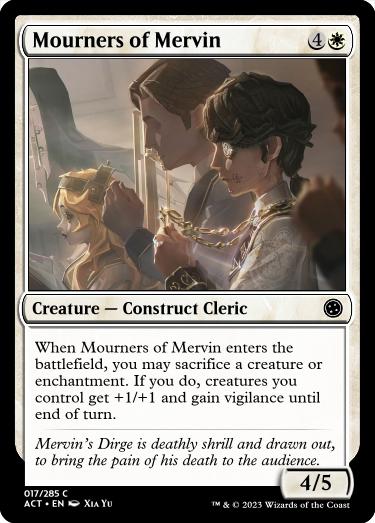 Mourners of Mervin 4
Creature — Construct Cleric
When Mourners of Mervin enters the
battlefield, you may sacrifice a creature or
enchantment. If you do, creatures you
control get +1/+1 and gain vigilance until
end of turn.
Mervin's Dirge is deathly shrill and drawn out,
to bring the pain of his death to the audience.
4/5
017/285 C
ACT • EN Xia Yu
™ & © 2023 Wizards of the Coast